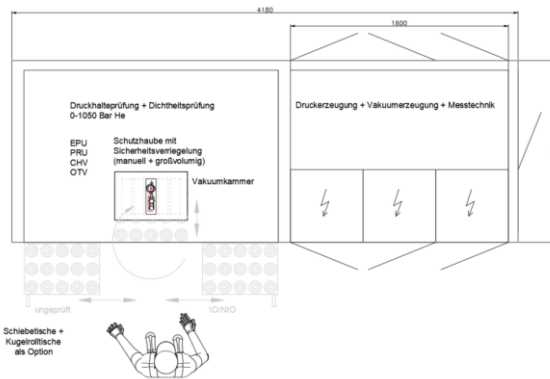 4180
1800
Druckhalteprüfung + Dichtheitsprüfung
0-1050 Bar He
Druckerzeugung + Vakuumerzeugung + Messtechnik
EPU
PRU
CHV
OTV
Schutzhaube mit
Sicherheitsverriegelung
(manuell + großvolumig)
Vakuumkammer
ungeprüft
IO/NIO
Schiebetische +
Kugelrolltische
als Option